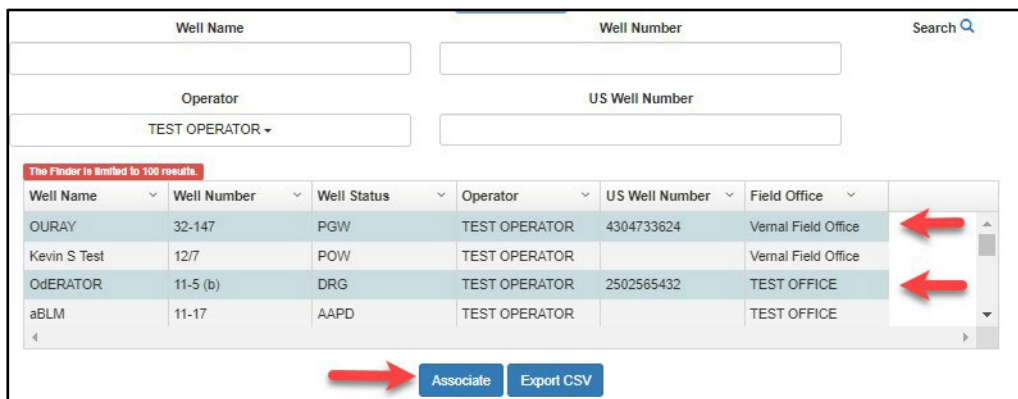 Well Name Well Number Search
Operator US Well Number
TEST OPERATOR
The Finder is limited to 100 results.
Well Name Well Number Well Status Operator US Well Number Field Office
OURAY 32-147 PGW TEST OPERATOR 4304733624 Vernal Field Office
Kevin S Test 12/7 POW TEST OPERATOR Vernal Field Office
OdERATOR 11-5 (b) DRG TEST OPERATOR 2502565432 TEST OFFICE
aBLM 11-17 AAPD TEST OPERATOR TEST OFFICE
Associate Export CSV